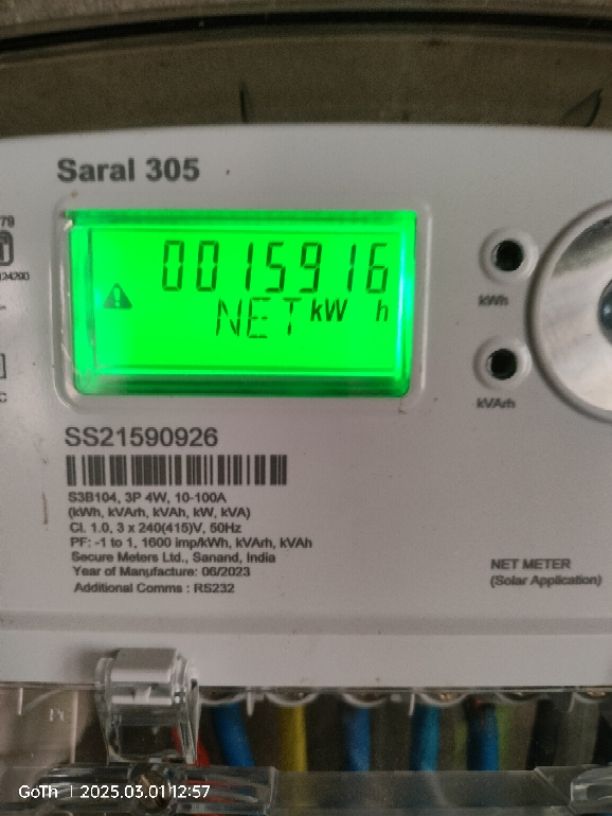 Saral 305
79
0015916
NET kW h
kWh
kVArh
SS21590926
S3B104, 3P 4W, 10-100A
(kWh, kVArh, kVAh, kW, kVA)
Cl. 1.0, 3 x 240(415)V, 50Hz
PF: -1 to 1, 1600 imp/kWh, kVArh, kVAh
Secure Meters Ltd., Sanand, India
Year of Manufacture: 06/2023
Additional Comms : RS232
NET METER
(Solar Application)
GoTh | 2025.03.01 12:57